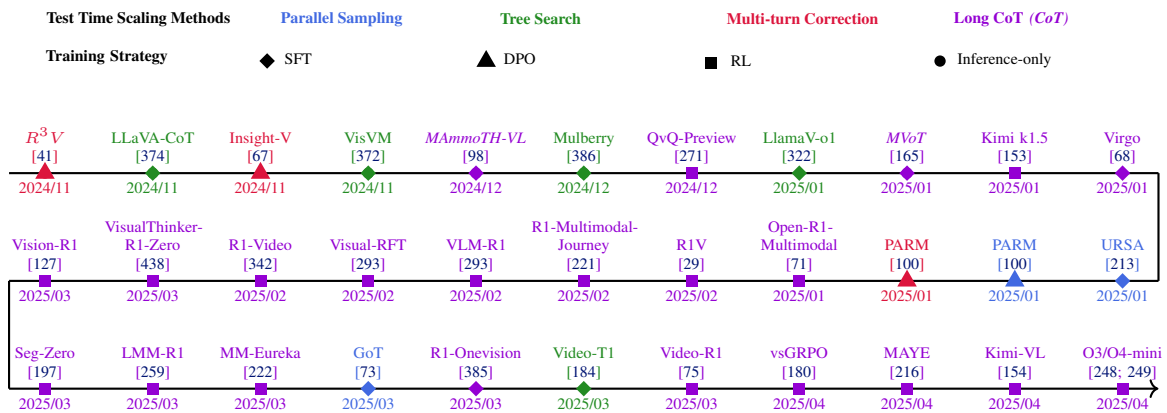 Test Time Scaling Methods Parallel Sampling Tree Search Multi-turn Correction Long CoT (CoT)
Training Strategy SFT DPO RL Inference-only
R³V LLaVA-CoT Insight-V VisVM MAmmoTH-VL Mulberry QvQ-Preview LlamaV-o1 MVoT Kimi k1.5 Virgo
[41] [374] [67] [372] [98] [386] [271] [322] [165] [153] [68]
2024/11 2024/11 2024/11 2024/11 2024/12 2024/12 2024/12 2025/01 2025/01 2025/01 2025/01
VisualThinker- R1-Multimodal- Open-R1-
Vision-R1 R1-Zero R1-Video Visual-RFT VLM-R1 Journey R1V Multimodal PARM PARM URSA
[127] [438] [342] [293] [293] [221] [29] [71] [100] [100] [213]
2025/03 2025/03 2025/02 2025/02 2025/02 2025/02 2025/02 2025/01 2025/01 2025/01 2025/01
Seg-Zero LMM-R1 MM-Eureka GoT R1-Onevision Video-T1 Video-R1 vsGRPO MAYE Kimi-VL O3/O4-mini
[197] [259] [222] [73] [385] [184] [75] [180] [216] [154] [248; 249]
2025/03 2025/03 2025/03 2025/03 2025/03 2025/03 2025/03 2025/04 2025/04 2025/04 2025/04